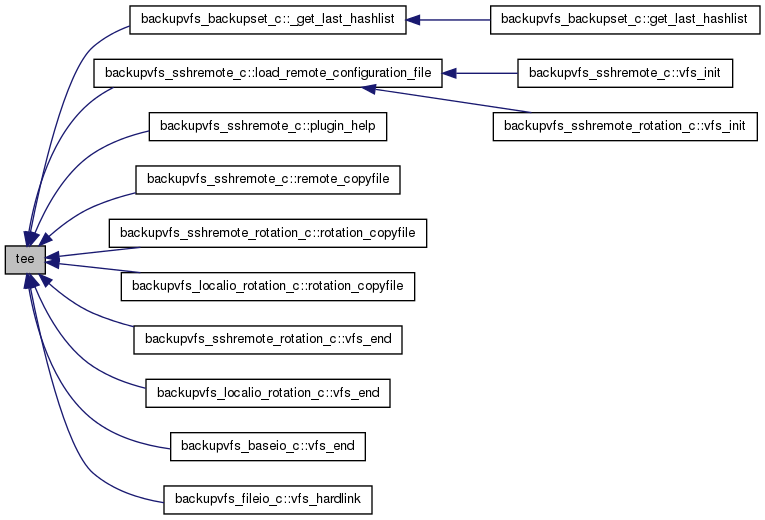 backupvfs_backupset_c::_get_last_hashlist
backupvfs_backupset_c::get_last_hashlist
backupvfs_sshremote_c::load_remote_configuration_file
backupvfs_sshremote_c::vfs_init
backupvfs_sshremote_rotation_c::vfs_init
backupvfs_sshremote_c::plugin_help
backupvfs_sshremote_c::remote_copyfile
backupvfs_sshremote_rotation_c::rotation_copyfile
tee
backupvfs_localio_rotation_c::rotation_copyfile
backupvfs_sshremote_rotation_c::vfs_end
backupvfs_localio_rotation_c::vfs_end
backupvfs_baseio_c::vfs_end
backupvfs_fileio_c::vfs_hardlink